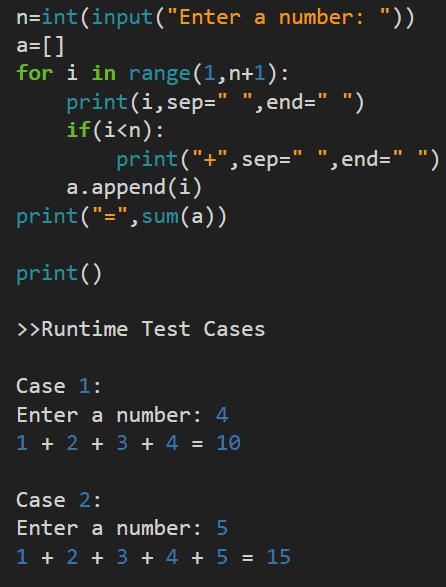 n=int(input("Enter a number: "))
a=[]
for i in range(1,n+1):
    print(i,sep=" ",end=" ")
    if(i<n):
        print("+",sep=" ",end=" ")
    a.append(i)
print("=",sum(a))

print()

>>Runtime Test Cases

Case 1:
Enter a number: 4
1 + 2 + 3 + 4 = 10

Case 2:
Enter a number: 5
1 + 2 + 3 + 4 + 5 = 15